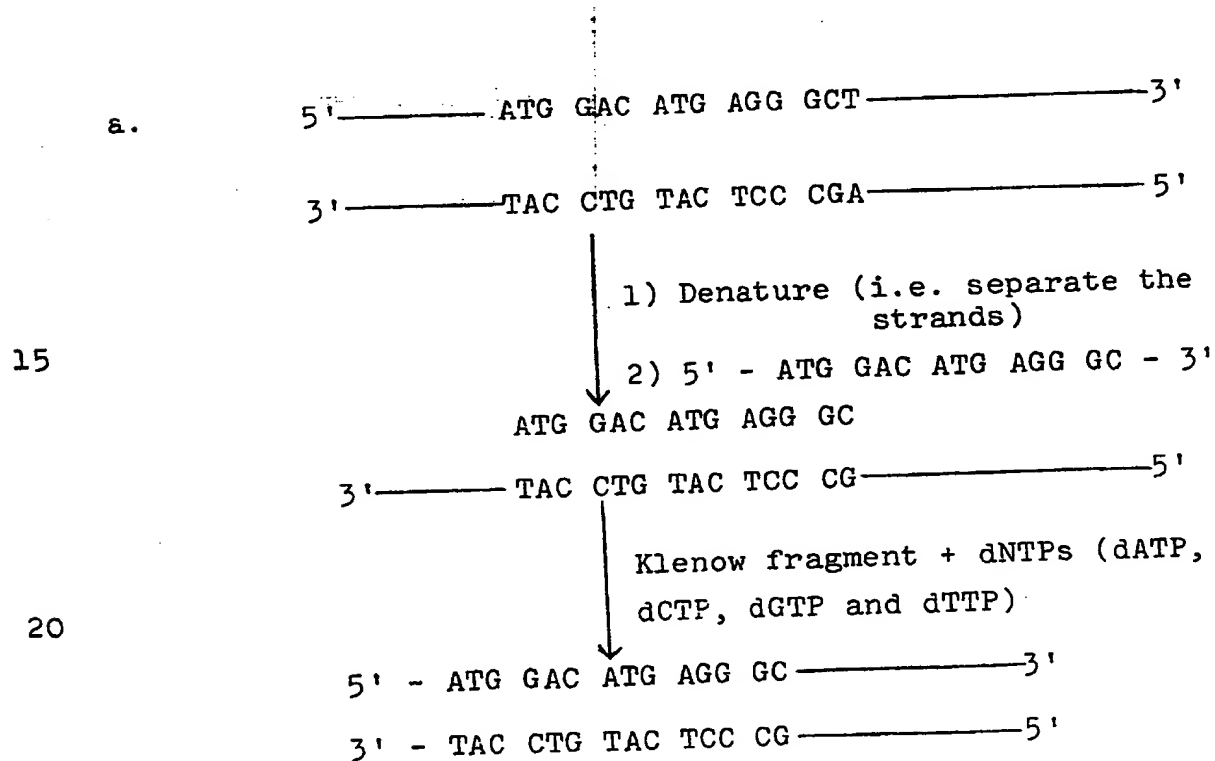 a. 5'———ATG GAC ATG AGG GCT———3'
3'———TAC CTG TAC TCC CGA———5'
1) Denature (i.e. separate the
strands)
15
2) 5' - ATG GAC ATG AGG GC - 3'
ATG GAC ATG AGG GC
3'———TAC CTG TAC TCC CG———5'
Klenow fragment + dNTPs (dATP,
dCTP, dGTP and dTTP)
20
5' - ATG GAC ATG AGG GC———3'
3' - TAC CTG TAC TCC CG———5'